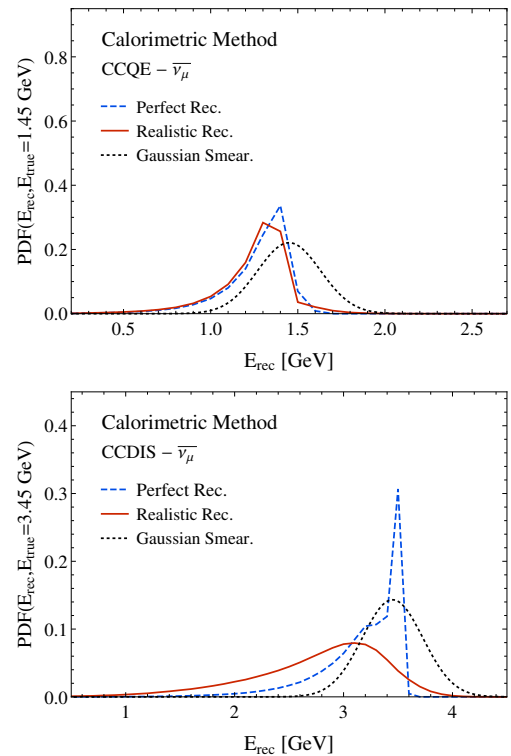 Calorimetric Method
CCQE − ν̅μ
Perfect Rec.
Realistic Rec.
Gaussian Smear.
PDF(Erec,Etrue=1.45 GeV)
0.8
0.6
0.4
0.2
0.0
0.5 1.0 1.5 2.0 2.5
Erec [GeV]
Calorimetric Method
CCDIS − ν̅μ
Perfect Rec.
Realistic Rec.
Gaussian Smear.
PDF(Erec,Etrue=3.45 GeV)
0.4
0.3
0.2
0.1
0.0
1 2 3 4
Erec [GeV]